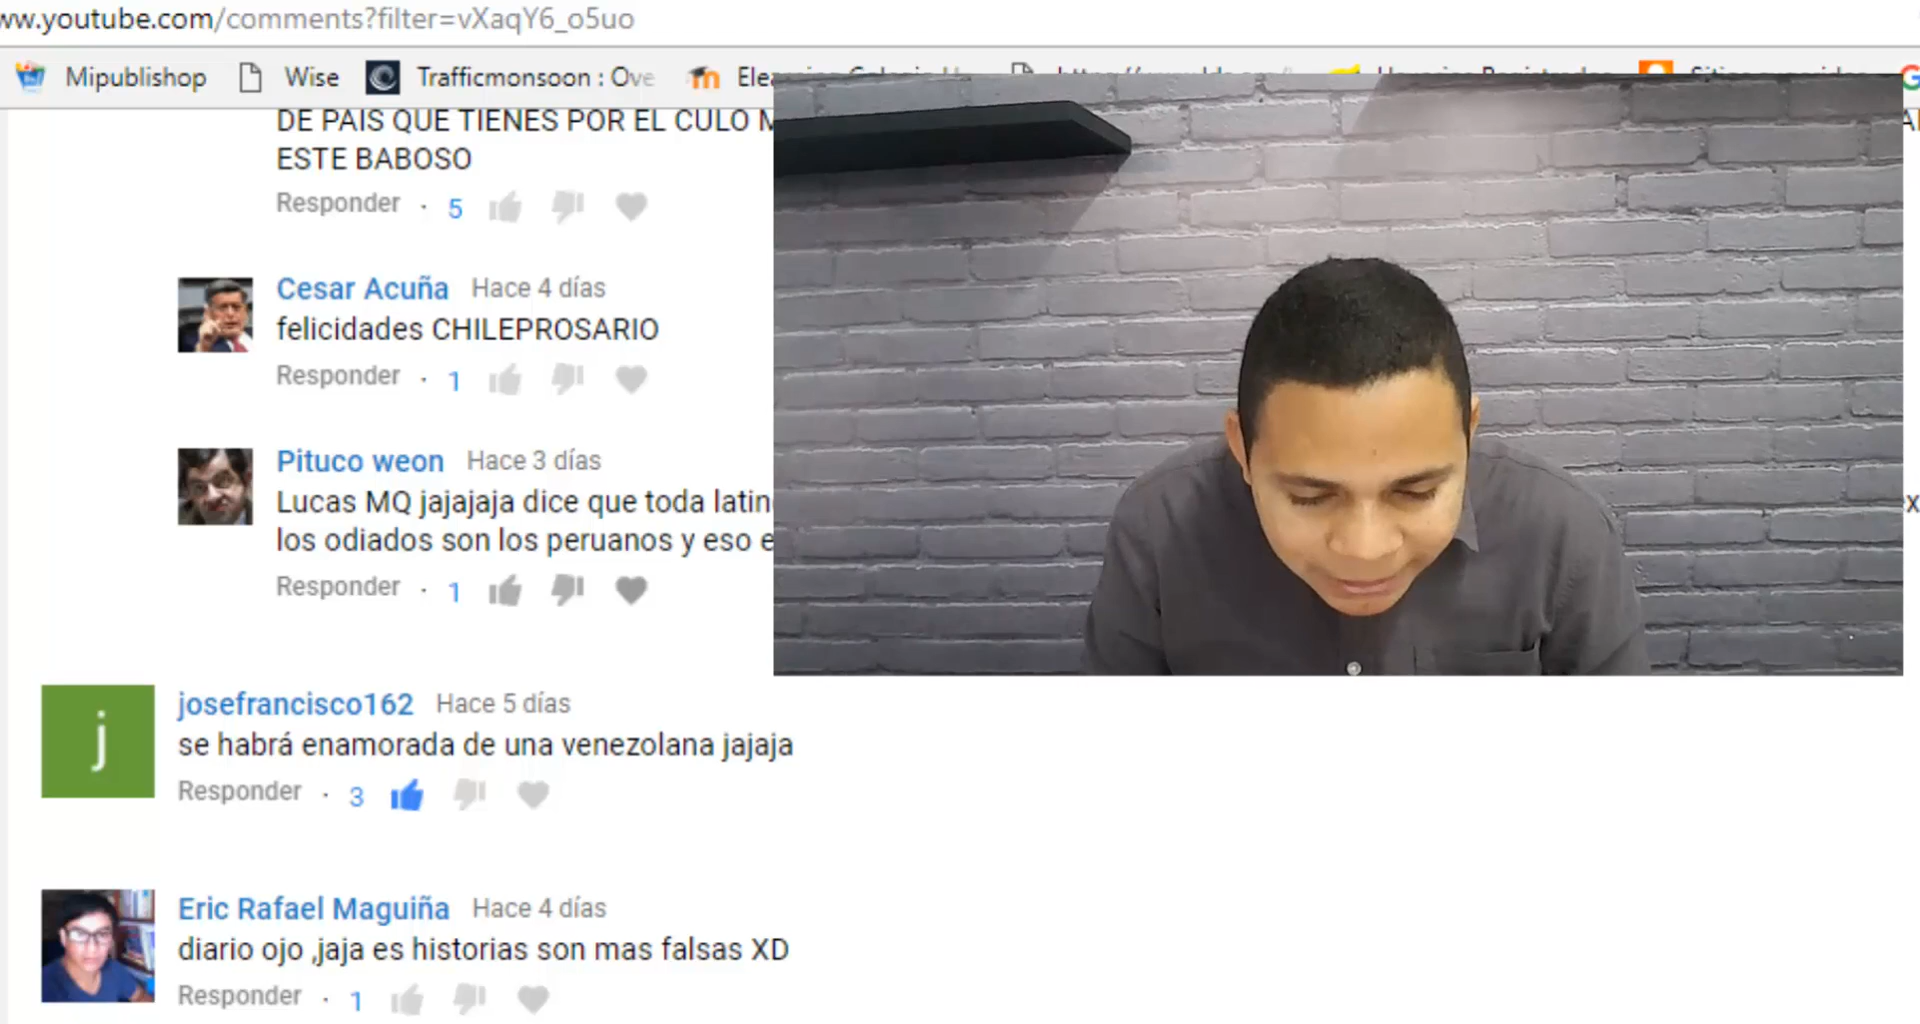 ww.youtube.com/comments?filter=vXaqY6_o5uo
Mipublishop Wise Trafficmonsoon : Ove
DE PAIS QUE TIENES POR EL CULO
ESTE BABOSO
Responder · 5
Cesar Acuña Hace 4 días
felicidades CHILEPROSARIO
Responder · 1
Pituco weon Hace 3 días
Lucas MQ jajajaja dice que toda latin
los odiados son los peruanos y eso e
Responder · 1
j
josefrancisco162 Hace 5 días
se habrá enamorada de una venezolana jajaja
Responder · 3
Eric Rafael Maguiña Hace 4 días
diario ojo ,jaja es historias son mas falsas XD
Responder · 1